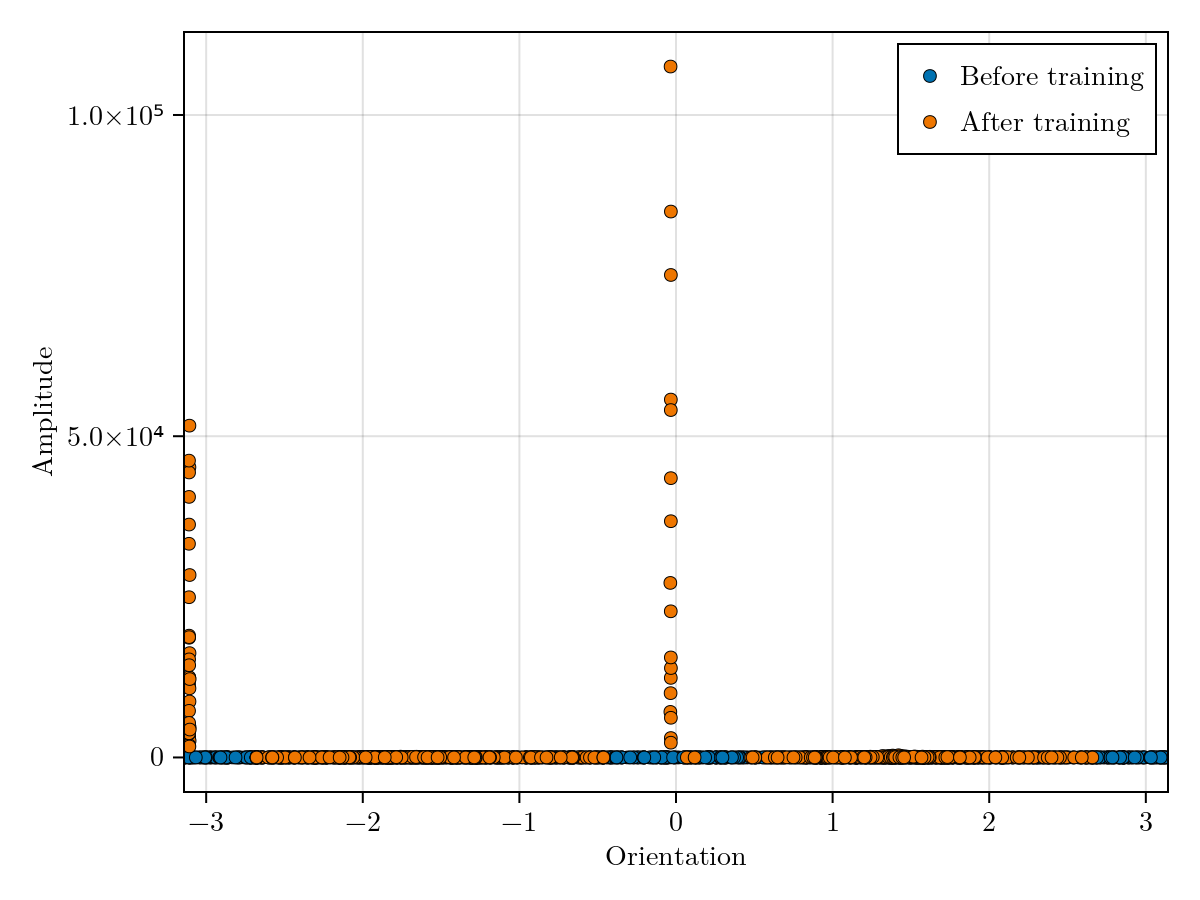 Before training
After training
1.0×10⁵
5.0×10⁴
0
Amplitude
−3 −2 −1 0 1 2 3
Orientation